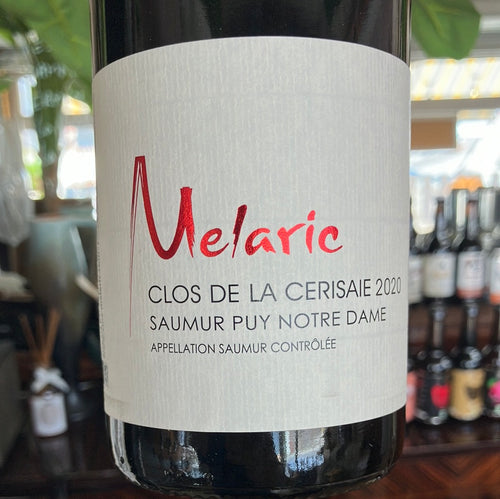 Melaric
CLOS DE LA CERISAIE 2020
SAUMUR PUY NOTRE DAME
APPELLATION SAUMUR CONTRÔLÉE